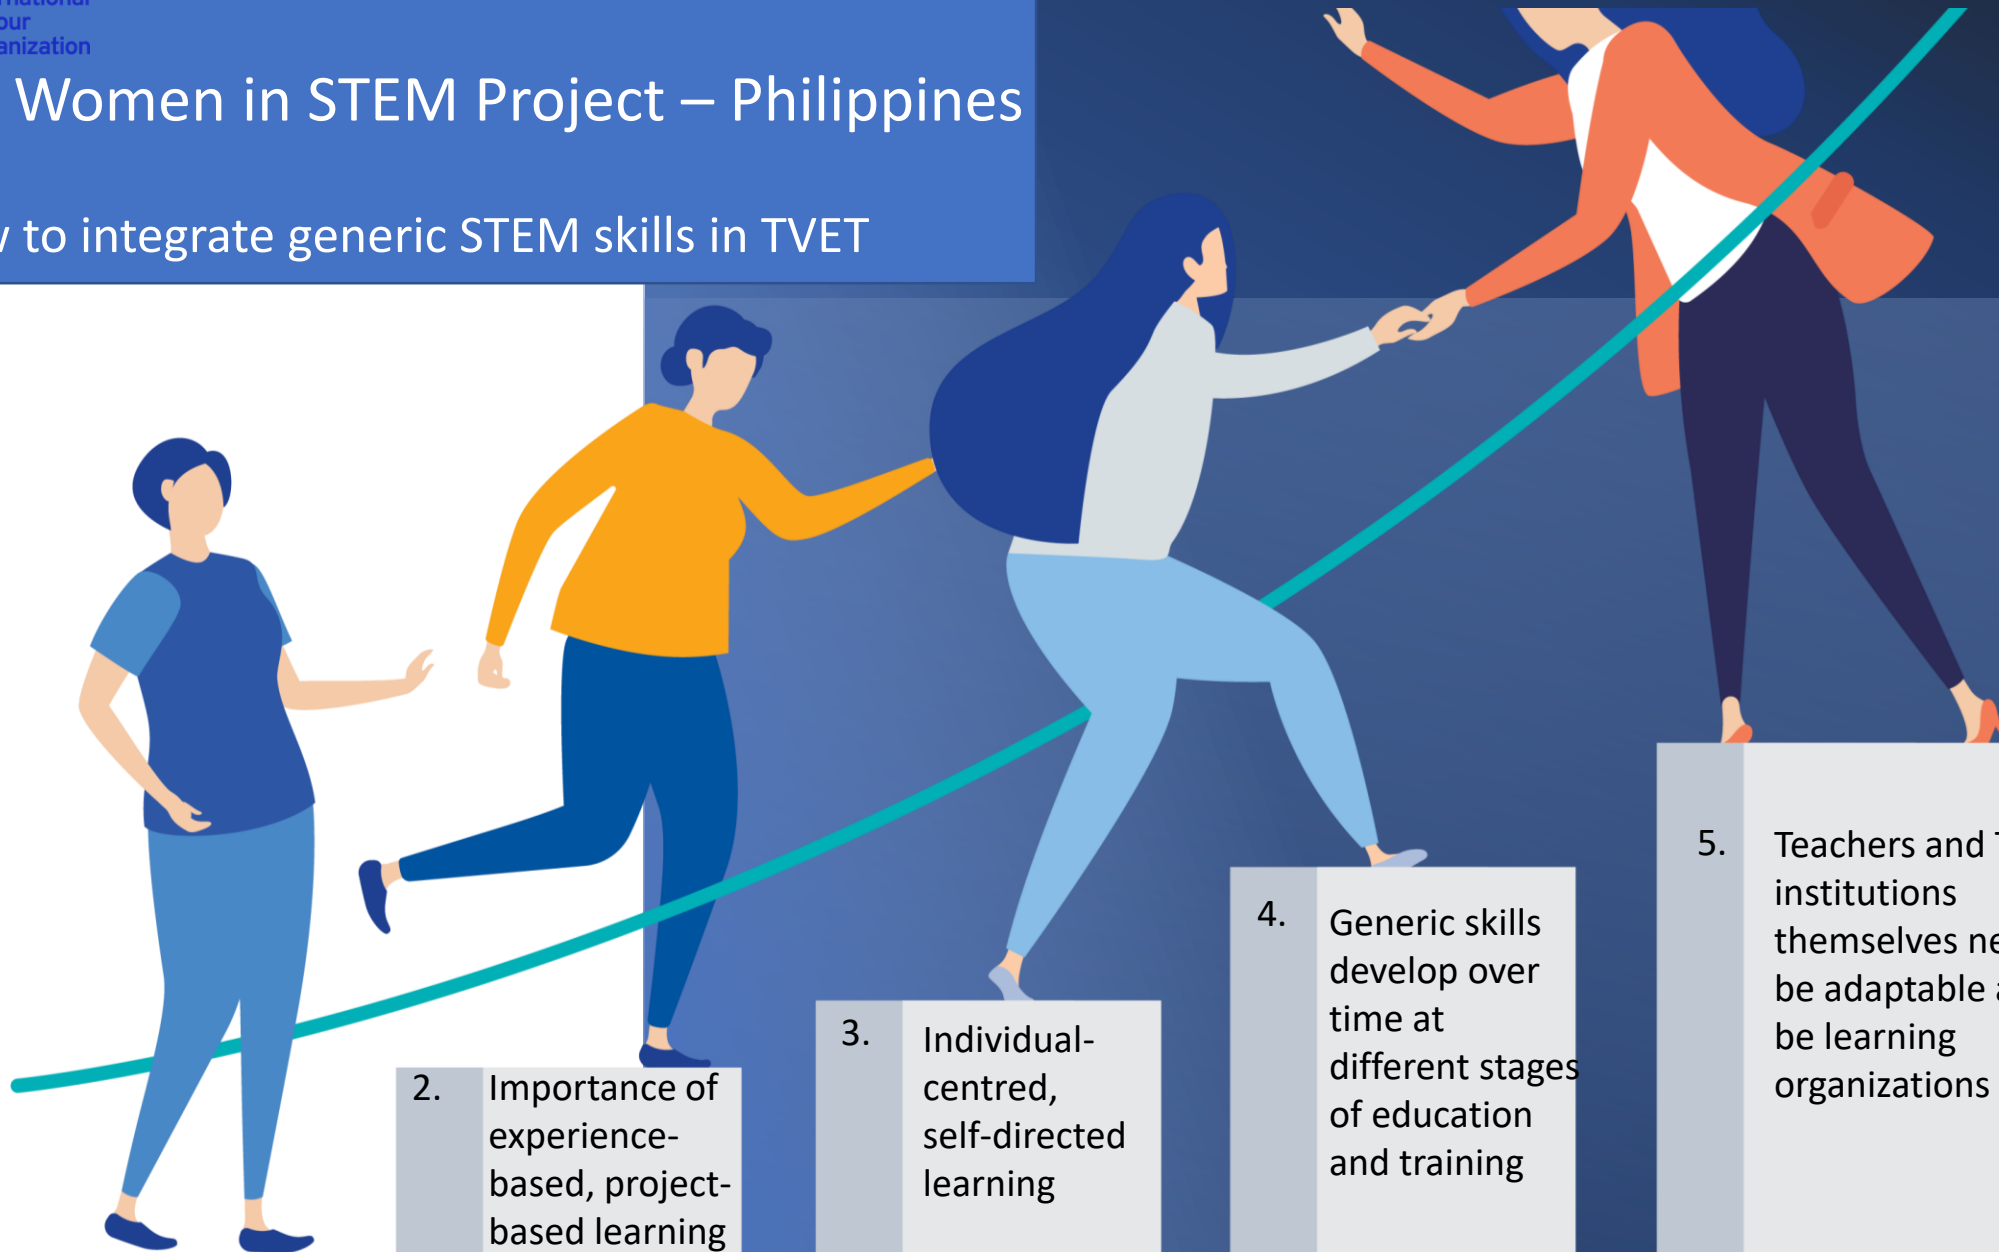 our
anization
Women in STEM Project – Philippines
to integrate generic STEM skills in TVET
2. Importance of
experience-
based, project-
based learning
3. Individual-
centred,
self-directed
learning
4. Generic skills
develop over
time at
different stages
of education
and training
5. Teachers and
institutions
themselves
be adaptable
be learning
organizations